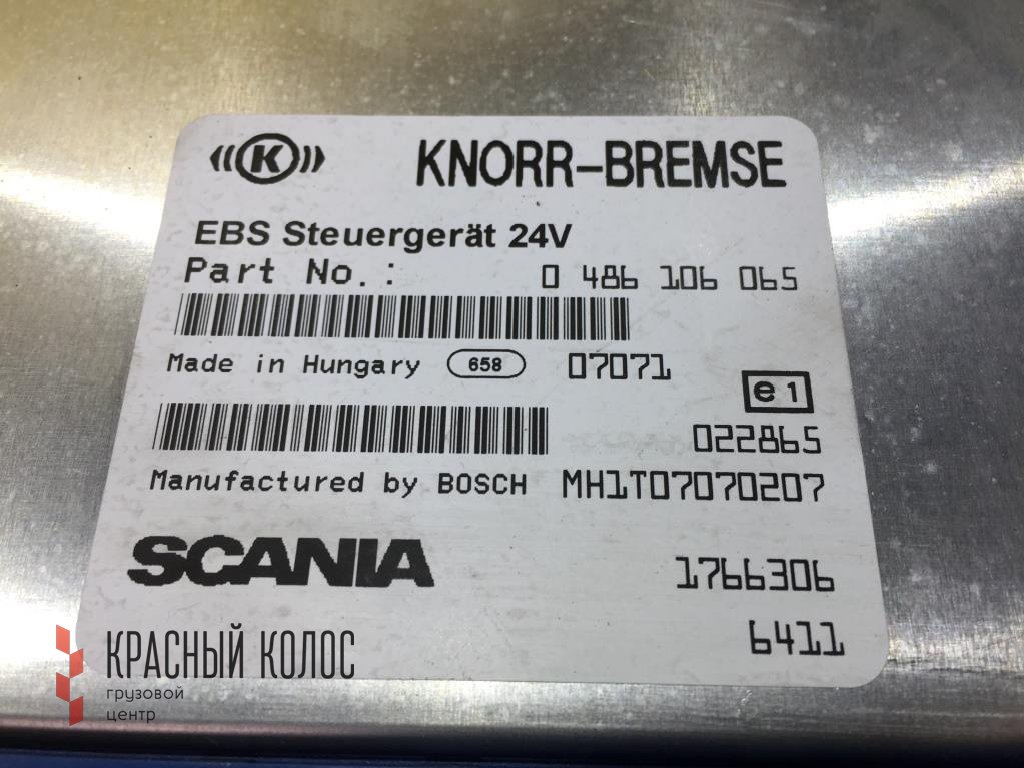 K KNORR-BREMSE
EBS Steuergerät 24V
Part No.: 0 486 106 065
Made in Hungary 658 07071
e1
022865
Manufactured by BOSCH MH1T07070207
SCANIA 1766306
6411
КРАСНЫЙ КОЛОС
грузовой
центр